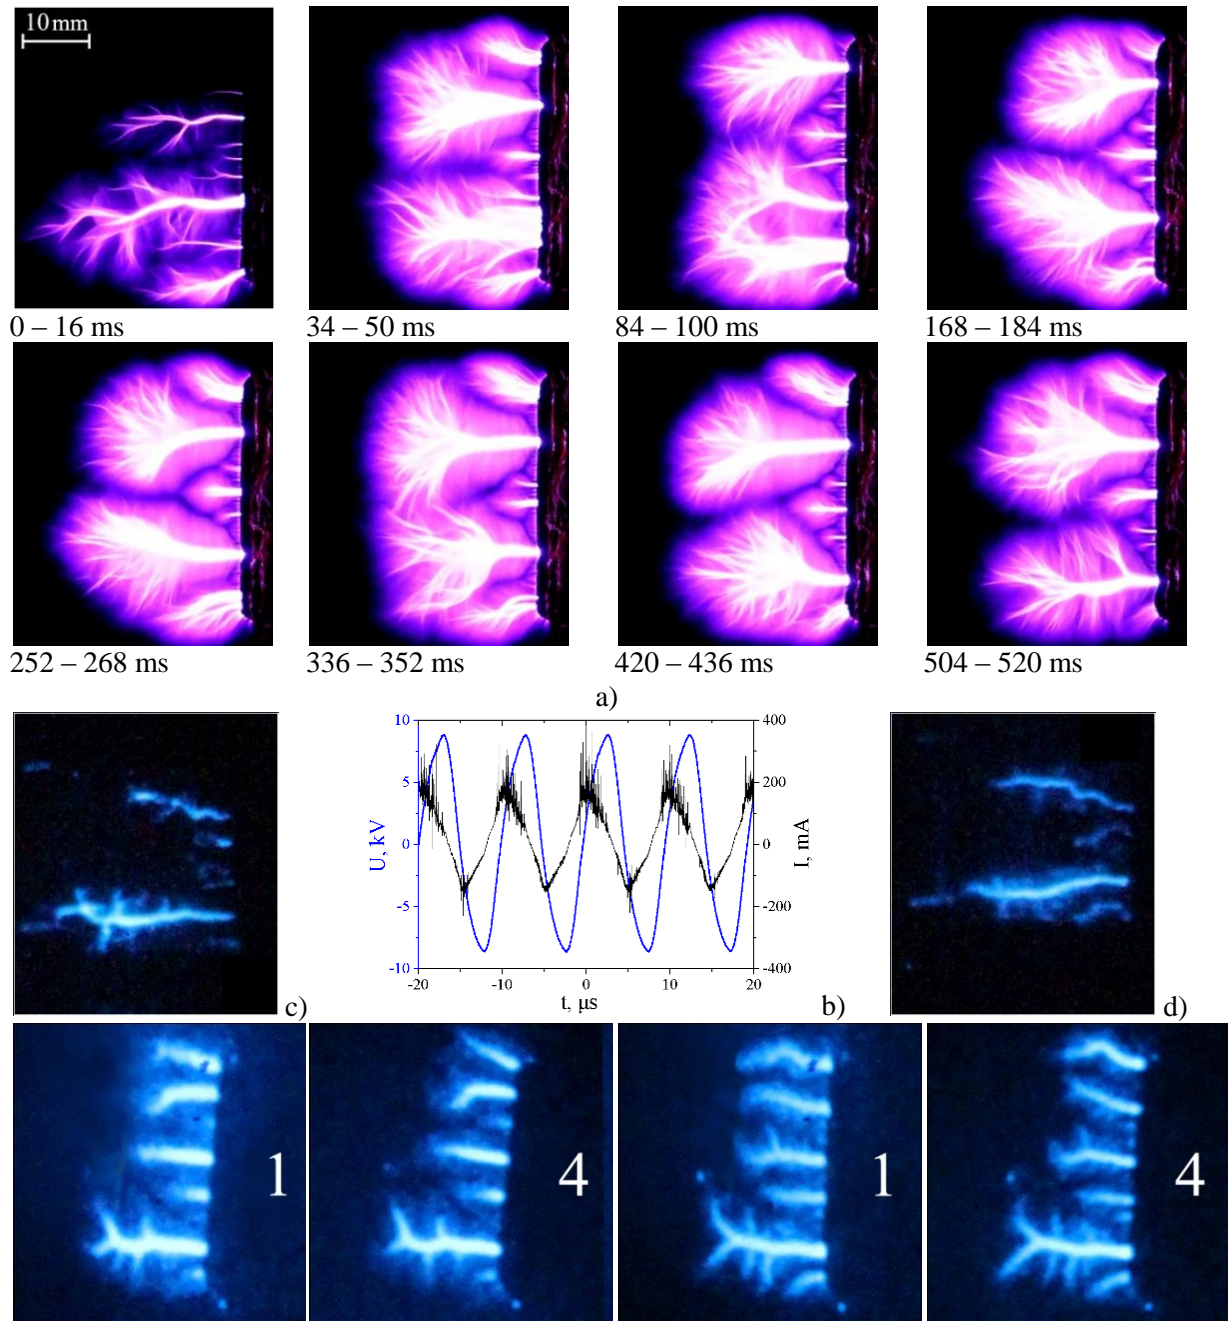 10 mm
0 – 16 ms
34 – 50 ms
84 – 100 ms
168 – 184 ms
252 – 268 ms
336 – 352 ms
420 – 436 ms
504 – 520 ms
a)
10
5
0
-5
-10
U, kV
400
200
0
-200
-400
I, mA
-20
-10
0
10
20
t, µs
c)
b)
d)
1
4
1
4